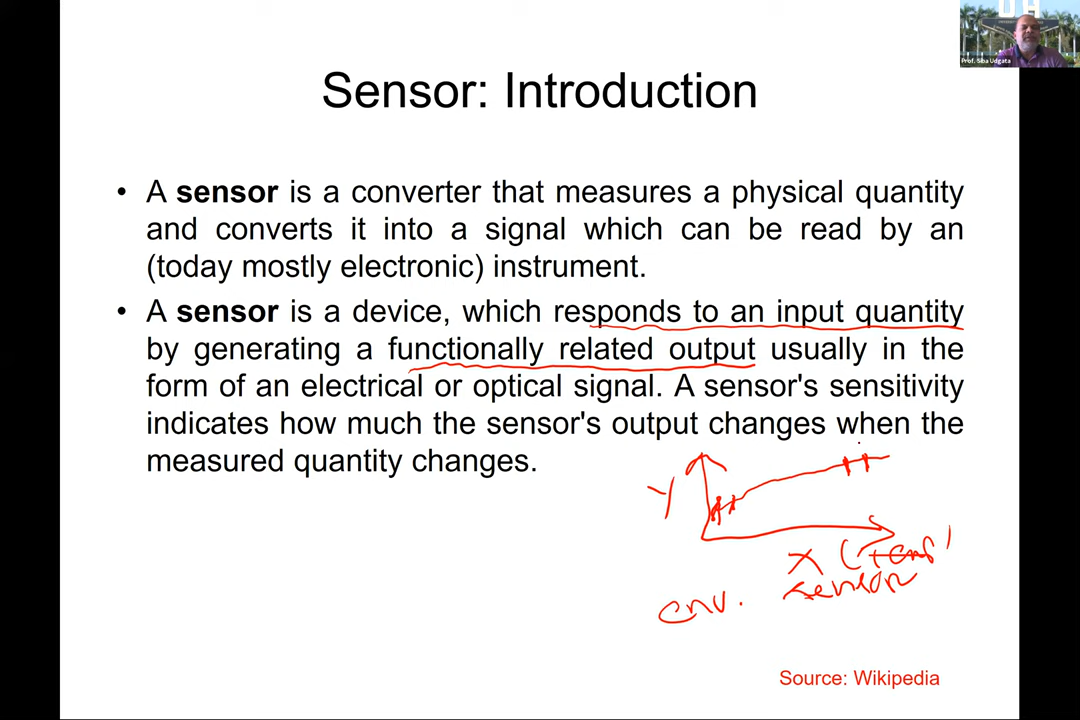 Prof. Siba Udgata
Sensor: Introduction
• A sensor is a converter that measures a physical quantity
and converts it into a signal which can be read by an
(today mostly electronic) instrument.
• A sensor is a device, which responds to an input quantity
by generating a functionally related output usually in the
form of an electrical or optical signal. A sensor's sensitivity
indicates how much the sensor's output changes when the
measured quantity changes.
Y
X
env. sensor
Source: Wikipedia